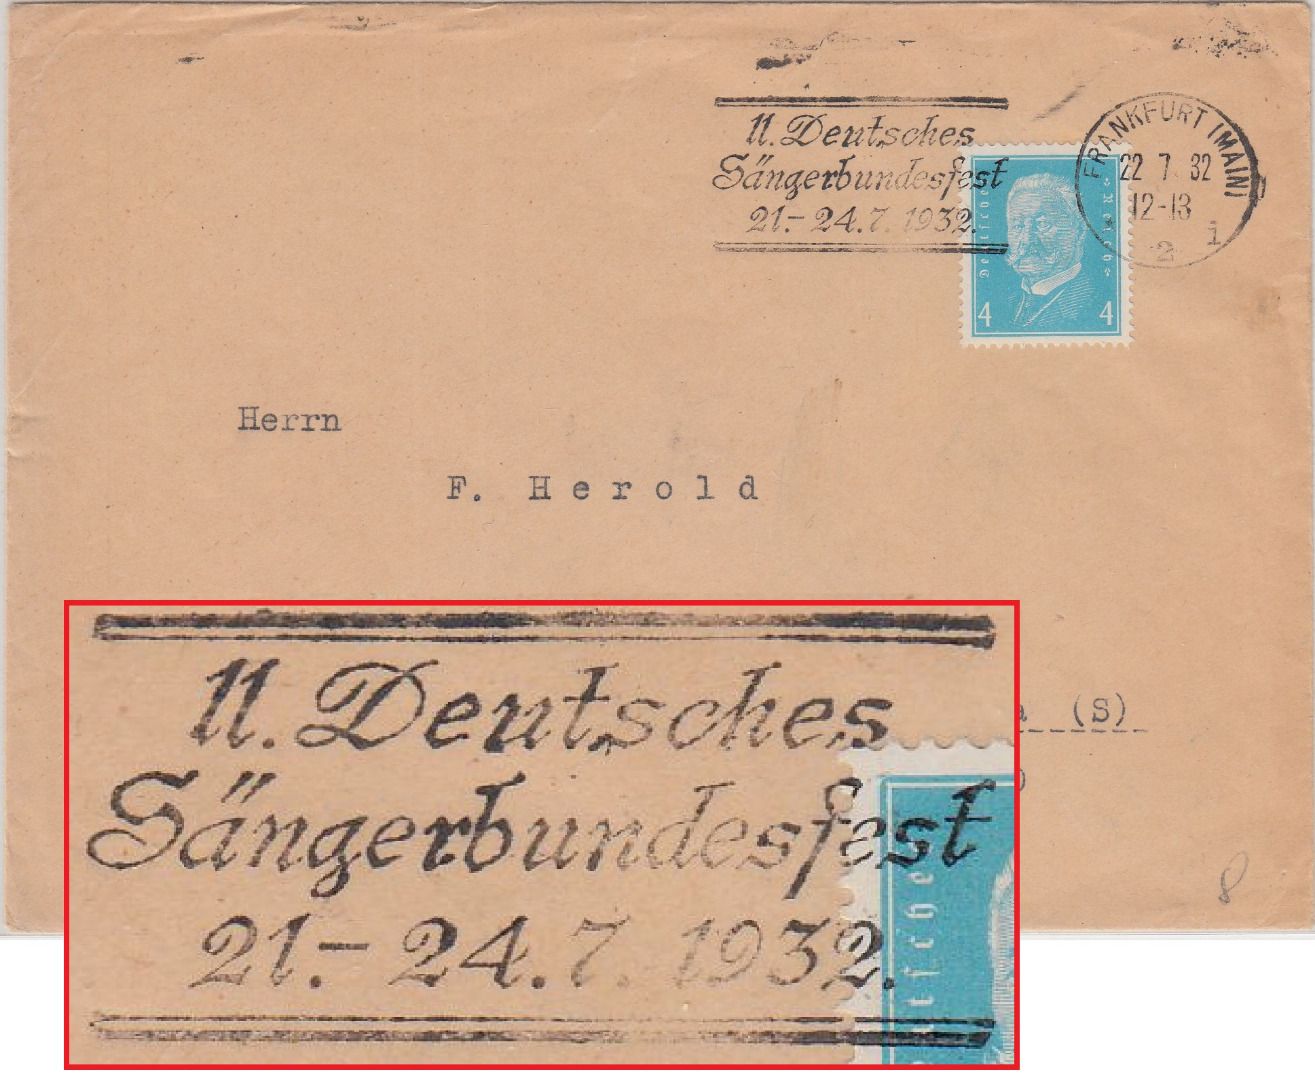 11. Deutsches
Sängerbundesfest
21.- 24.7. 1932.
FRANKFURT (MAIN)
22 7. 32
12-13
2 i
Deutsches Reich
4 4
Herrn
F. Herold
a (S)
11. Deutsches
Sängerbundesfest
21.- 24.7. 1932.
8